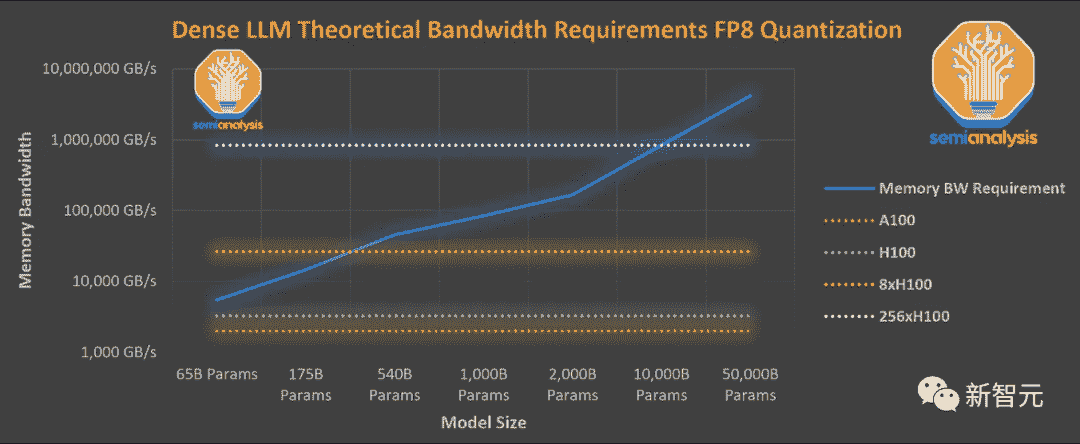 Dense LLM Theoretical Bandwidth Requirements FP8 Quantization
semianalysis
semianalysis
Memory Bandwidth
10,000,000 GB/s
1,000,000 GB/s
100,000 GB/s
10,000 GB/s
1,000 GB/s
65B Params
175B
Params
540B
Params
1,000B
Params
2,000B
Params
10,000B
Params
50,000B
Params
Model Size
Memory BW Requirement
A100
H100
8xH100
256xH100
新智元